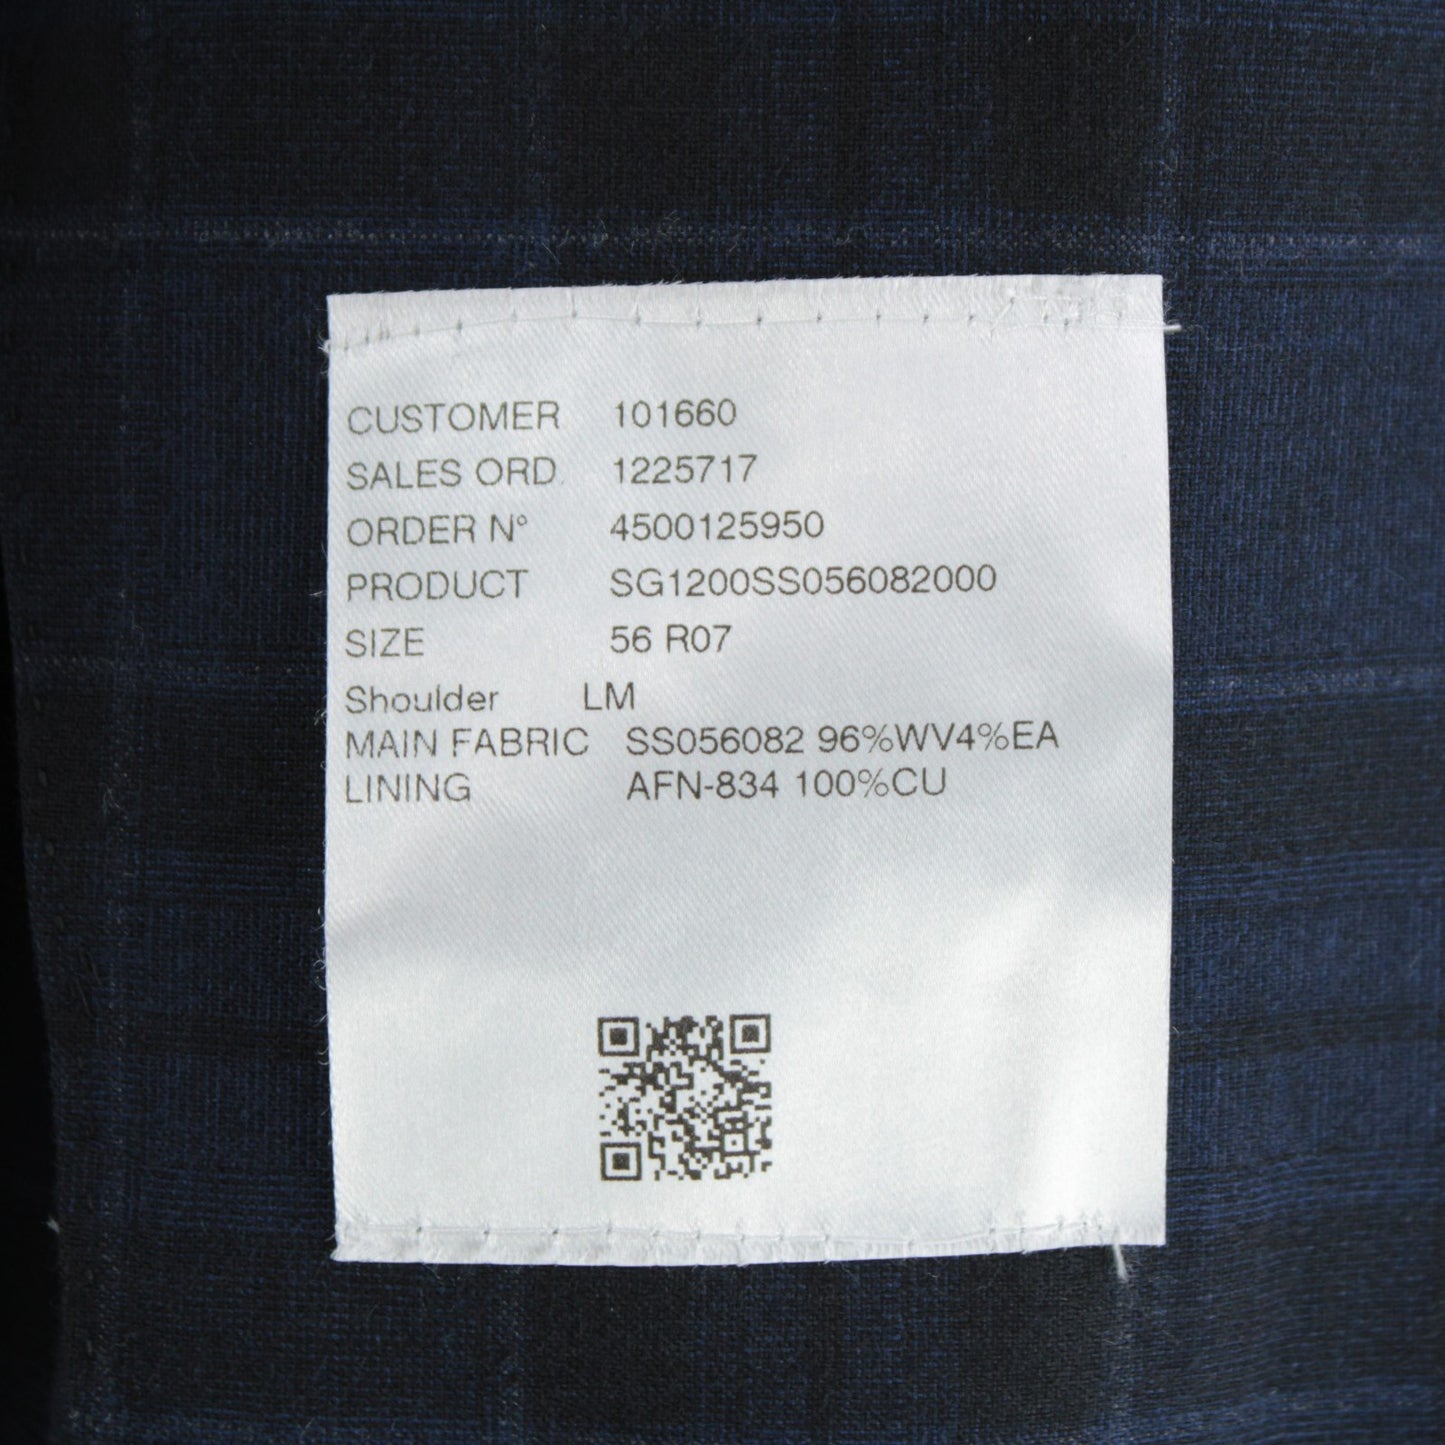 CUSTOMER 101660
SALES ORD. 1225717
ORDER N° 4500125950
PRODUCT SG1200SS056082000
SIZE 56 R07
Shoulder LM
MAIN FABRIC SS056082 96%WV4%EA
LINING AFN-834 100%CU